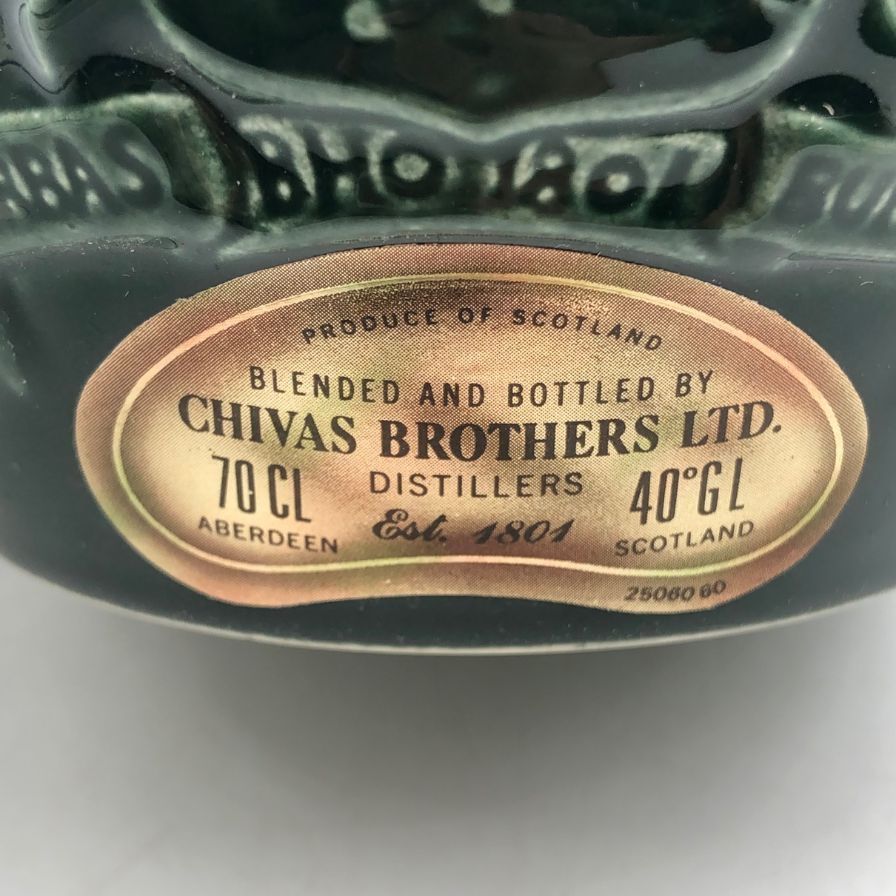 PRODUCE OF SCOTLAND
BLENDED AND BOTTLED BY
CHIVAS BROTHERS LTD.
70 CL DISTILLERS 40°GL
ABERDEEN Est. 1801 SCOTLAND
2506060